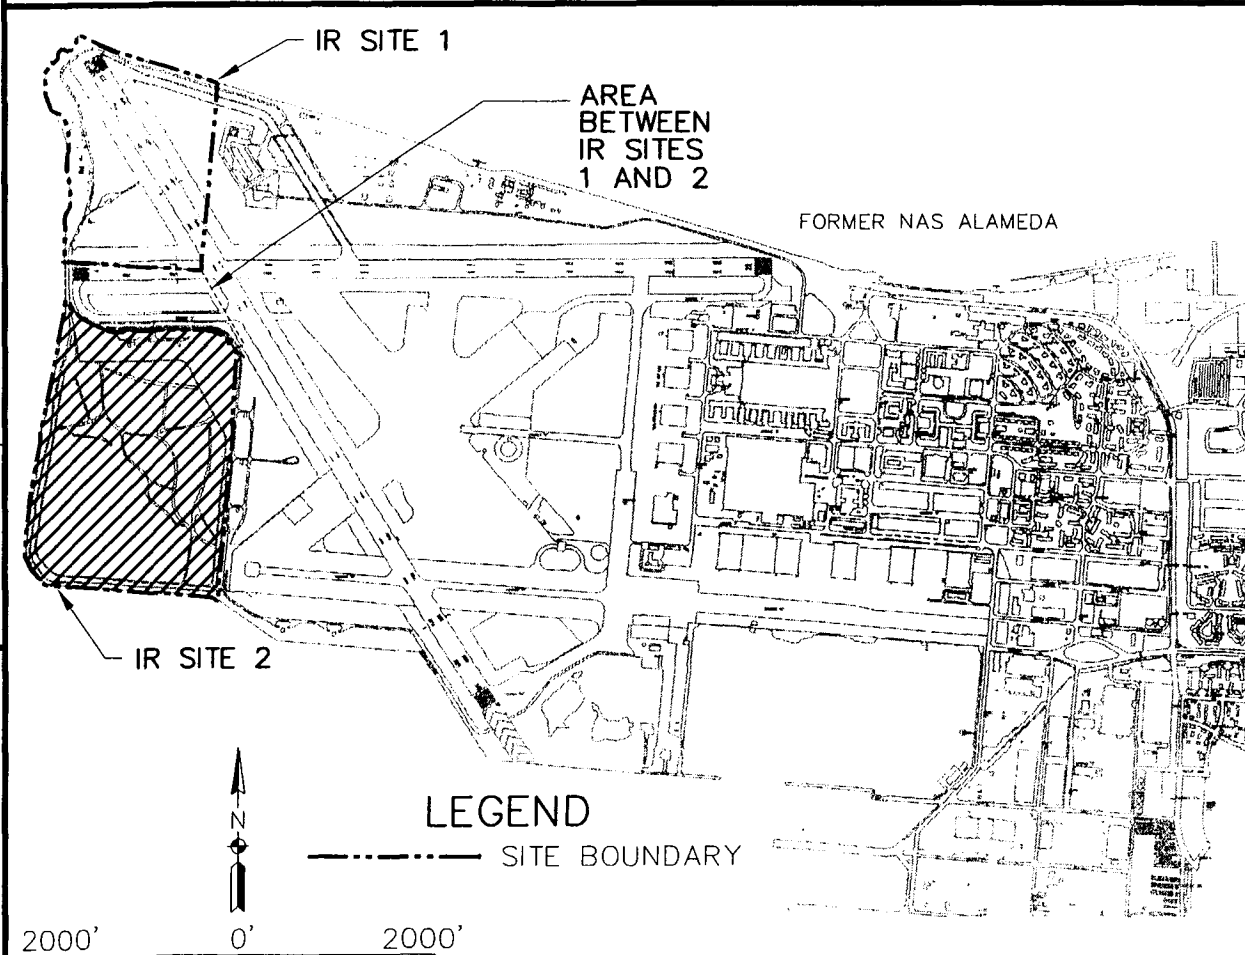 IR SITE 1
AREA
BETWEEN
IR SITES
1 AND 2
FORMER NAS ALAMEDA
IR SITE 2
N
LEGEND
SITE BOUNDARY
2000' 0' 2000'